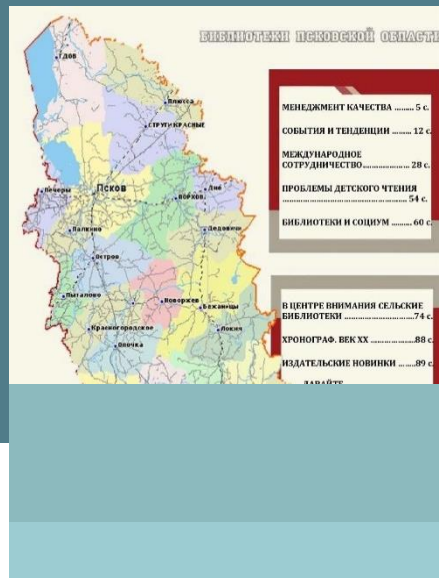 БИБЛИОТЕКИ ПСКОВСКОЙ ОБЛАСТИ
Гдов
Плюсса
СТРУГИ КРАСНЫЕ
Печоры
Псков
ПОРХОВ
Дно
Палкино
Дедовичи
Остров
Пыталово
Новоржев
Бежаницы
Красногородское
Локня
Опочка
МЕНЕДЖМЕНТ КАЧЕСТВА ......... 5 с.
СОБЫТИЯ И ТЕНДЕНЦИИ ......... 12 с.
МЕЖДУНАРОДНОЕ
СОТРУДНИЧЕСТВО................. 28 с.
ПРОБЛЕМЫ ДЕТСКОГО ЧТЕНИЯ
............................................ 54 с.
БИБЛИОТЕКИ И СОЦИУМ ......... 60 с.
В ЦЕНТРЕ ВНИМАНИЯ СЕЛЬСКИЕ
БИБЛИОТЕКИ ........................74 с.
ХРОНОГРАФ. ВЕК XX ..................88 с.
ИЗДАТЕЛЬСКИЕ НОВИНКИ .......89 с.